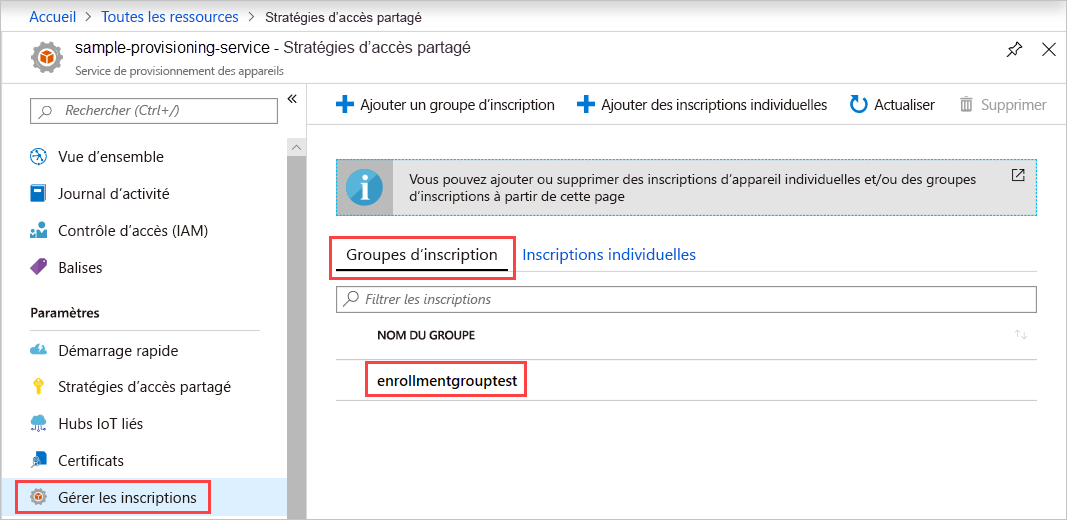 Accueil > Toutes les ressources > Stratégies d’accès partagé
sample-provisioning-service - Stratégies d’accès partagé
Service de provisionnement des appareils
Rechercher (Ctrl+/)
Vue d’ensemble
Journal d’activité
Contrôle d’accès (IAM)
Balises
Paramètres
Démarrage rapide
Stratégies d’accès partagé
Hubs IoT liés
Certificats
Gérer les inscriptions
Ajouter un groupe d’inscription Ajouter des inscriptions individuelles Actualiser Supprimer
Vous pouvez ajouter ou supprimer des inscriptions d’appareil individuelles et/ou des groupes
d’inscriptions à partir de cette page
Groupes d’inscription Inscriptions individuelles
Filtrer les inscriptions
NOM DU GROUPE
enrollmentgrouptest